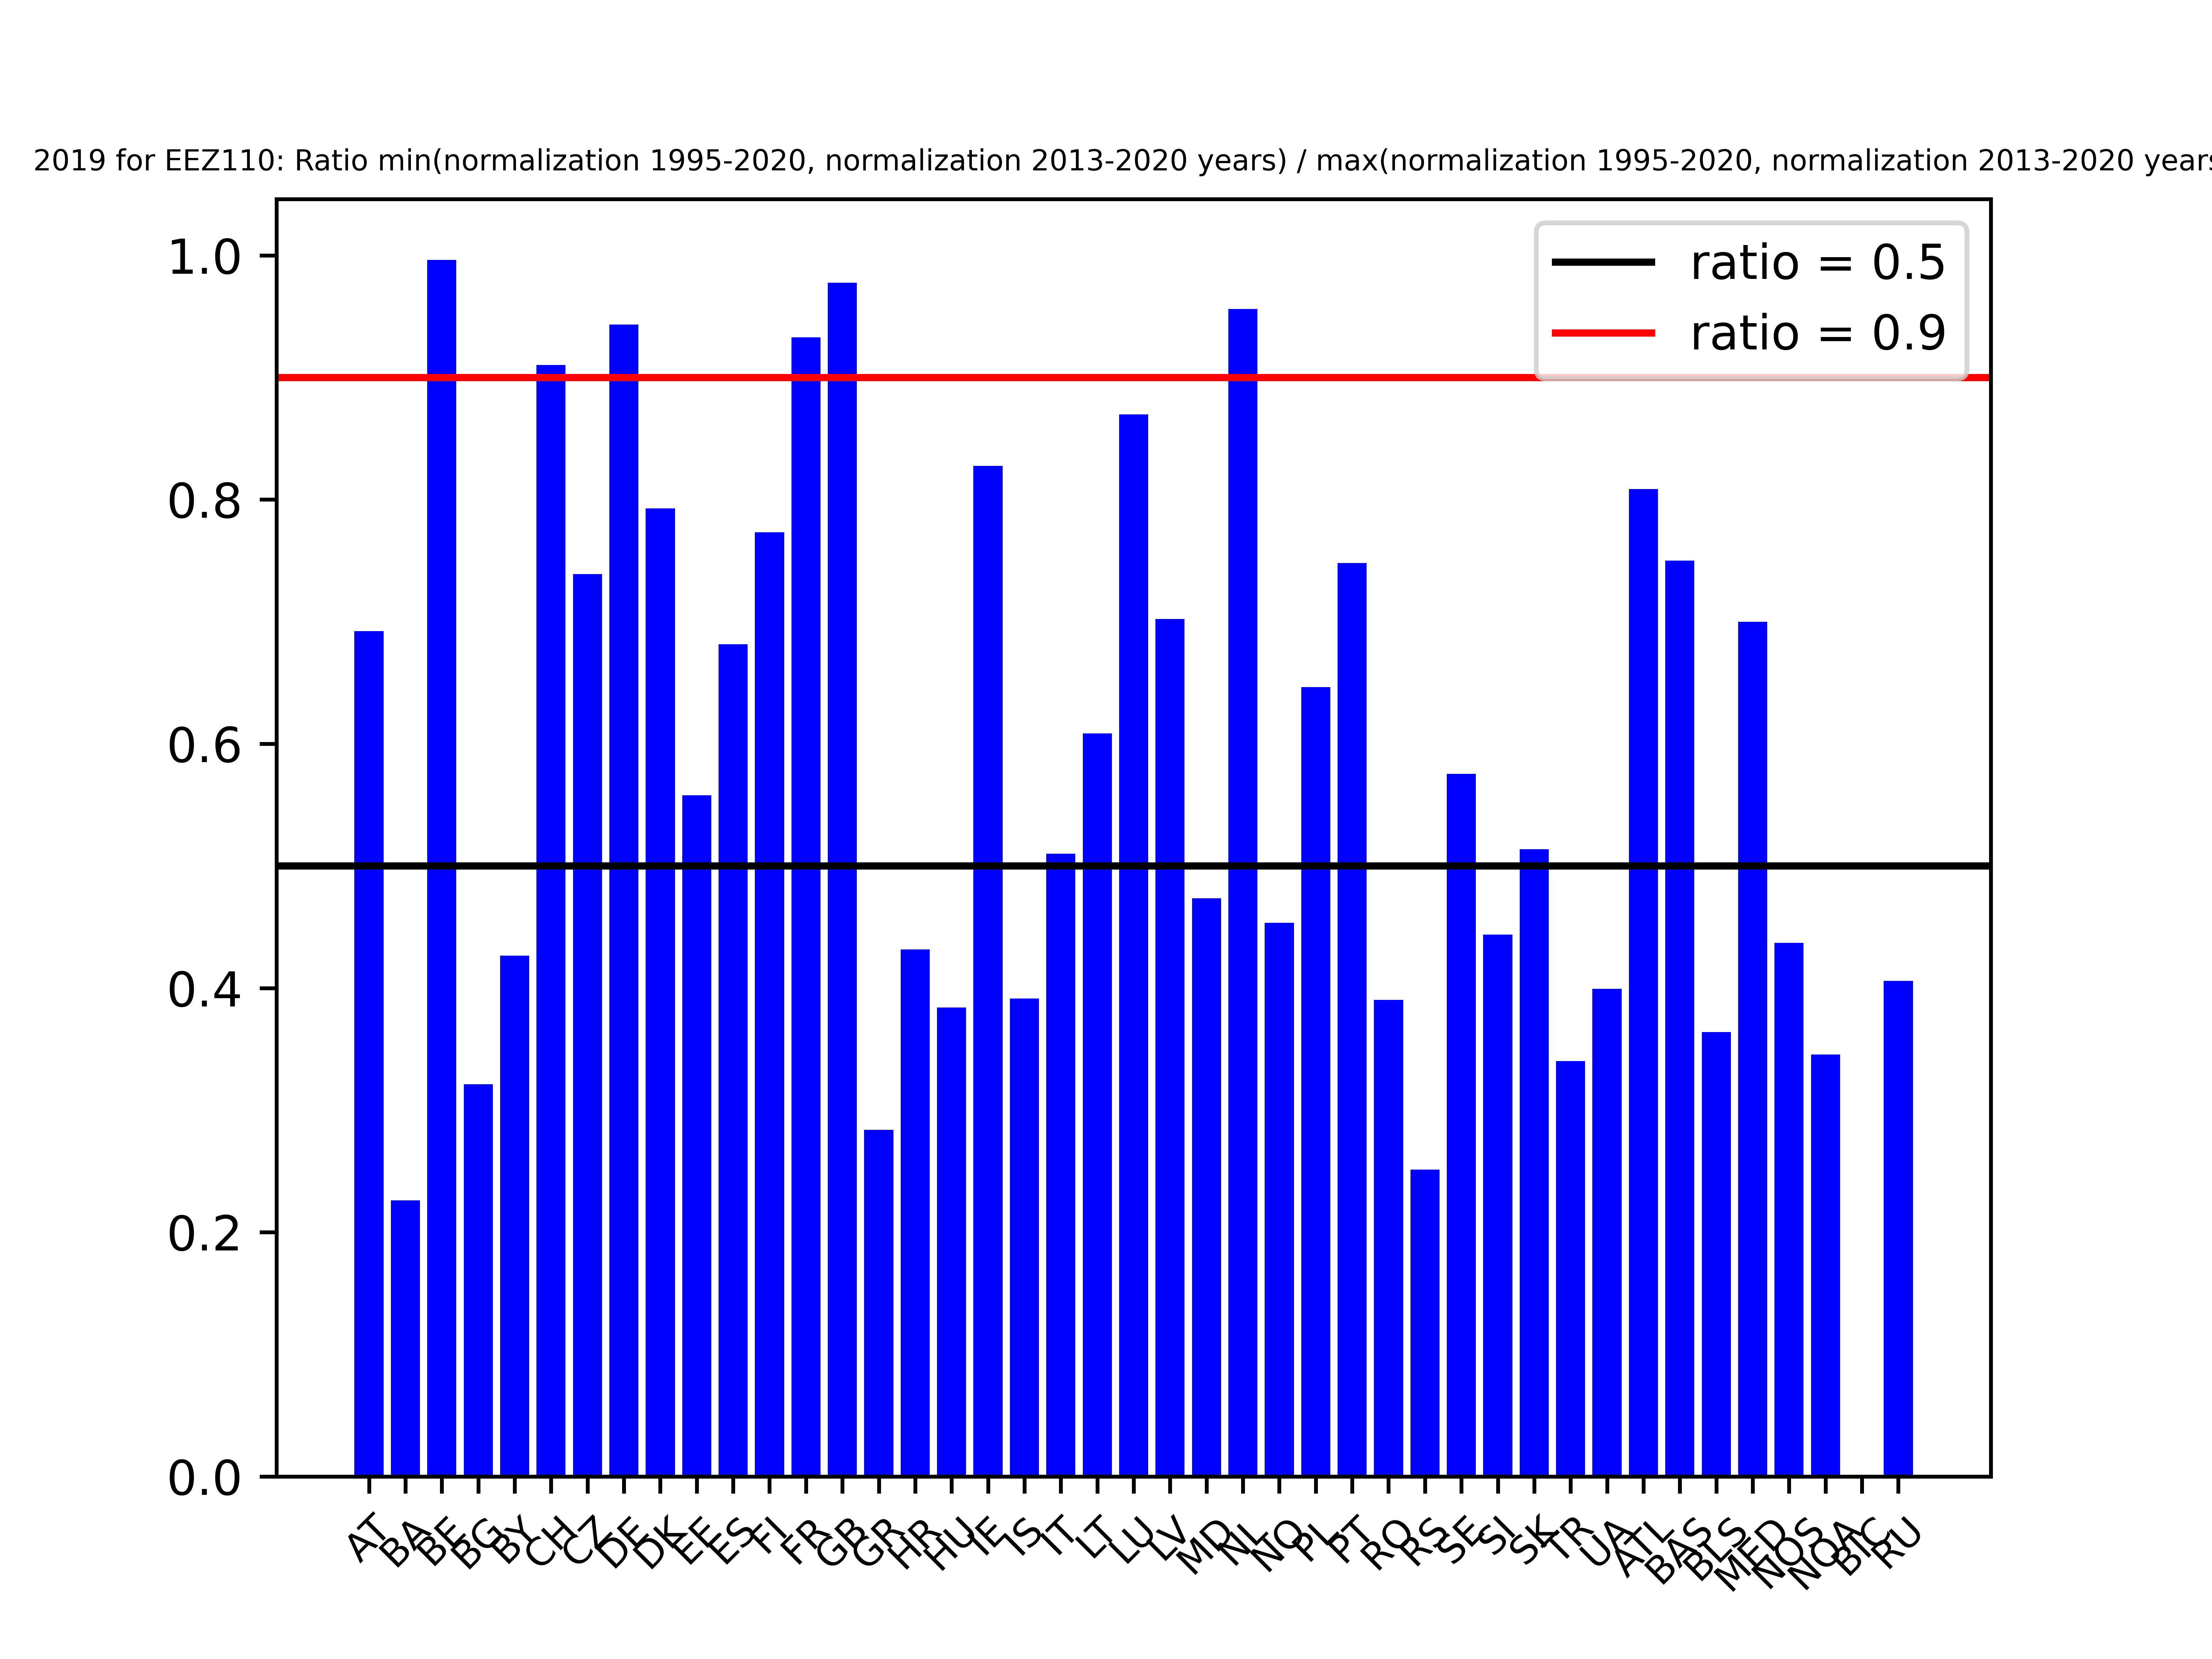 2019 for EEZ110: Ratio min(normalization 1995-2020, normalization 2013-2020 years) / max(normalization 1995-2020, normalization 2013-2020 years
ratio = 0.5
ratio = 0.9
1.0
0.8
0.6
0.4
0.2
0.0
AT BA BE BG BY CH CZ DE DK EE ES FI FR GB GR HR HU IE IS IT LT LU LV MD NL NO PL PT RO RS SE SI SK TR UA ATL BAS BLS MED NOS NOA BIC RU